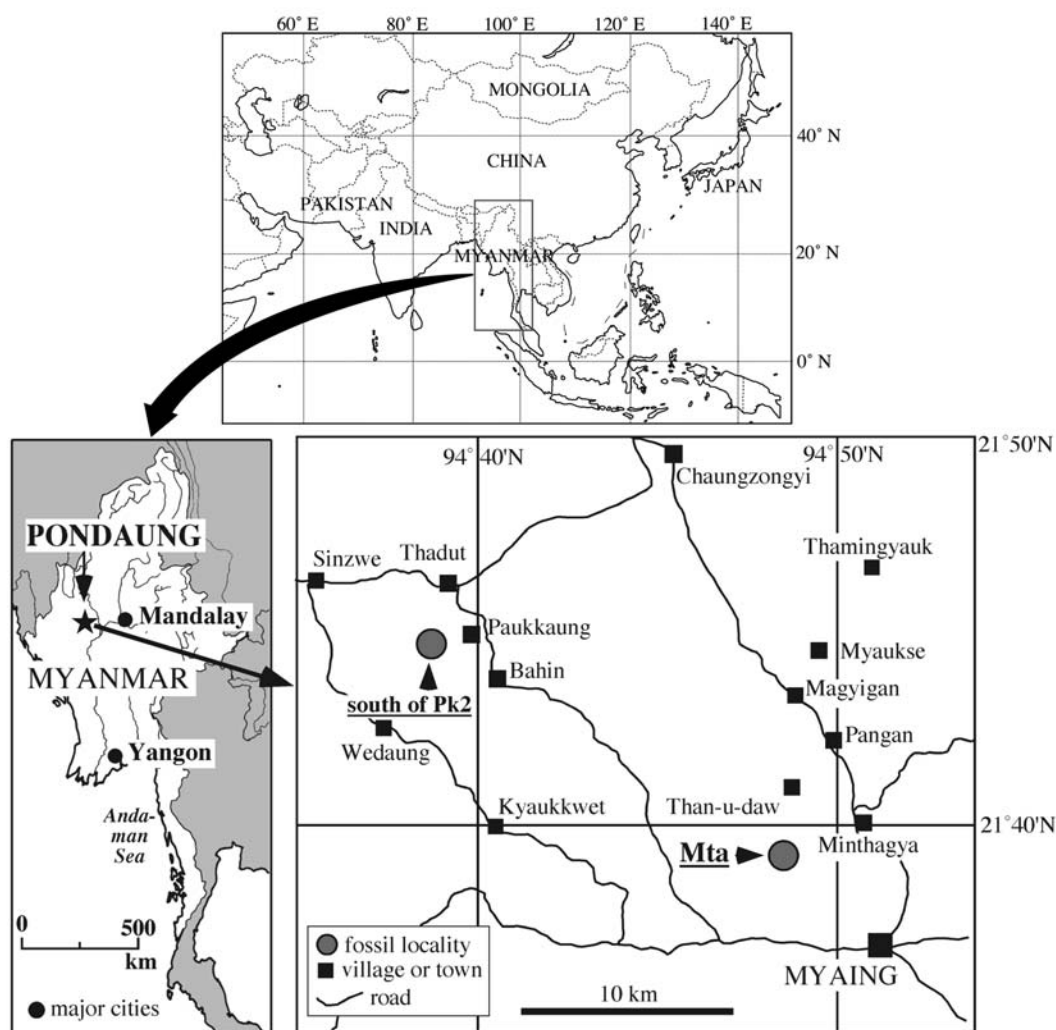 60° E
80° E
100° E
120° E
140° E
MONGOLIA
40° N
CHINA
JAPAN
PAKISTAN
INDIA
MYANMAR
20° N
0° N
PONDAUNG
Mandalay
MYANMAR
Yangon
Anda-
man
Sea
0 500
km
major cities
94°40'N
94°50'N
21°50'N
Chaungzongyi
Thamingyauk
Sinzwe
Thadut
Paukkaung
Myaukse
Bahin
Magyigan
south of Pk2
Wedaung
Pangan
Kyaukkwet
Than-u-daw
21°40'N
Minthagya
Mta
fossil locality
village or town
road
10 km
MYAING